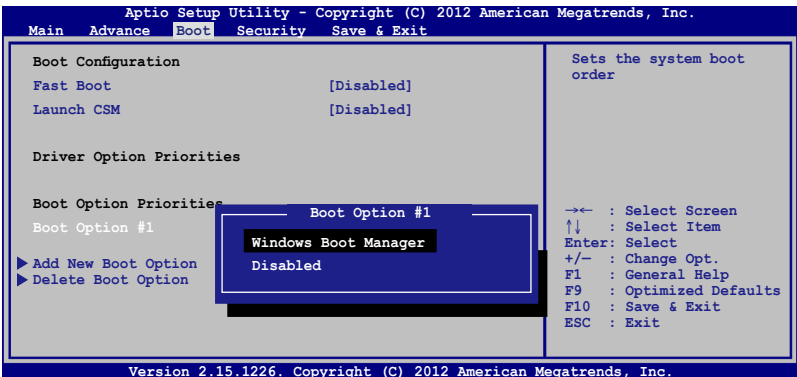 Aptio Setup Utility - Copyright (C) 2012 American Megatrends, Inc.
Main Advance Boot Security Save & Exit
Boot Configuration
Fast Boot [Disabled]
Launch CSM [Disabled]
Driver Option Priorities
Boot Option Priorities
Boot Option #1
Add New Boot Option
Delete Boot Option
Boot Option #1
Windows Boot Manager
Disabled
Sets the system boot
order
→← : Select Screen
↑↓ : Select Item
Enter: Select
+/— : Change Opt.
F1 : General Help
F9 : Optimized Defaults
F10 : Save & Exit
ESC : Exit
Version 2.15.1226. Copyright (C) 2012 American Megatrends, Inc.